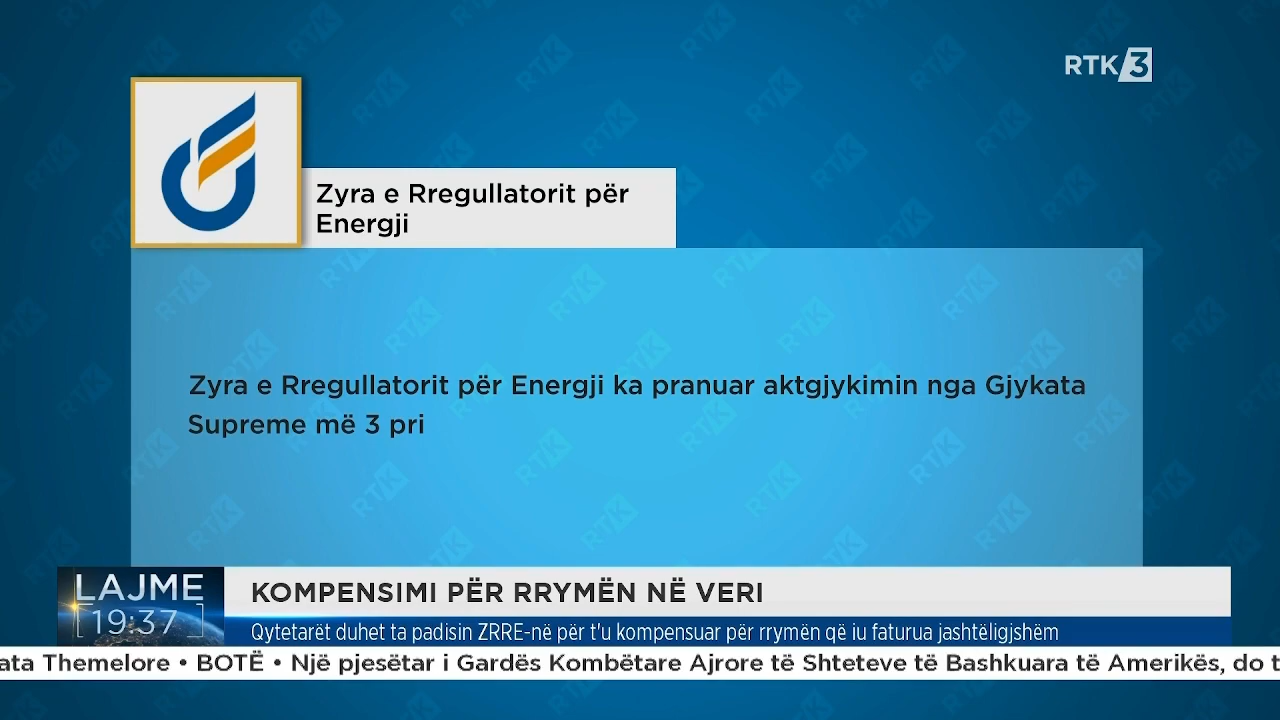 RTK 3
Zyra e Rregullatorit për
Energji
Zyra e Rregullatorit për Energji ka pranuar aktgjykimin nga Gjykata
Supreme më 3 pri
LAJME
19:37
KOMPENSIMI PËR RRYMËN NË VERI
Qytetarët duhet ta padisin ZRRE-në për t'u kompensuar për rrymën që iu faturua jashtëligjshëm
ata Themelore • BOTË • Një pjesëtar i Gardës Kombëtare Ajrore të Shteteve të Bashkuara të Amerikës, do t